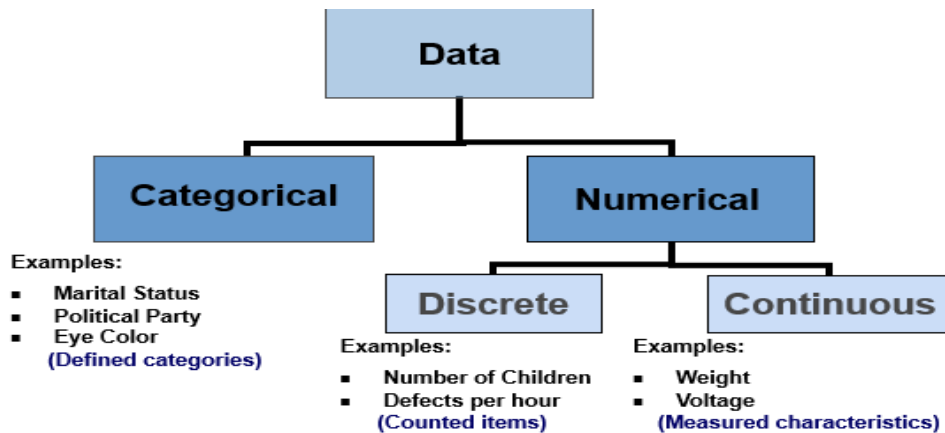 Data
Categorical
Numerical
Examples:
▪ Marital Status
▪ Political Party
▪ Eye Color
(Defined categories)
Discrete
Continuous
Examples:
▪ Number of Children
▪ Defects per hour
(Counted items)
Examples:
▪ Weight
▪ Voltage
(Measured characteristics)